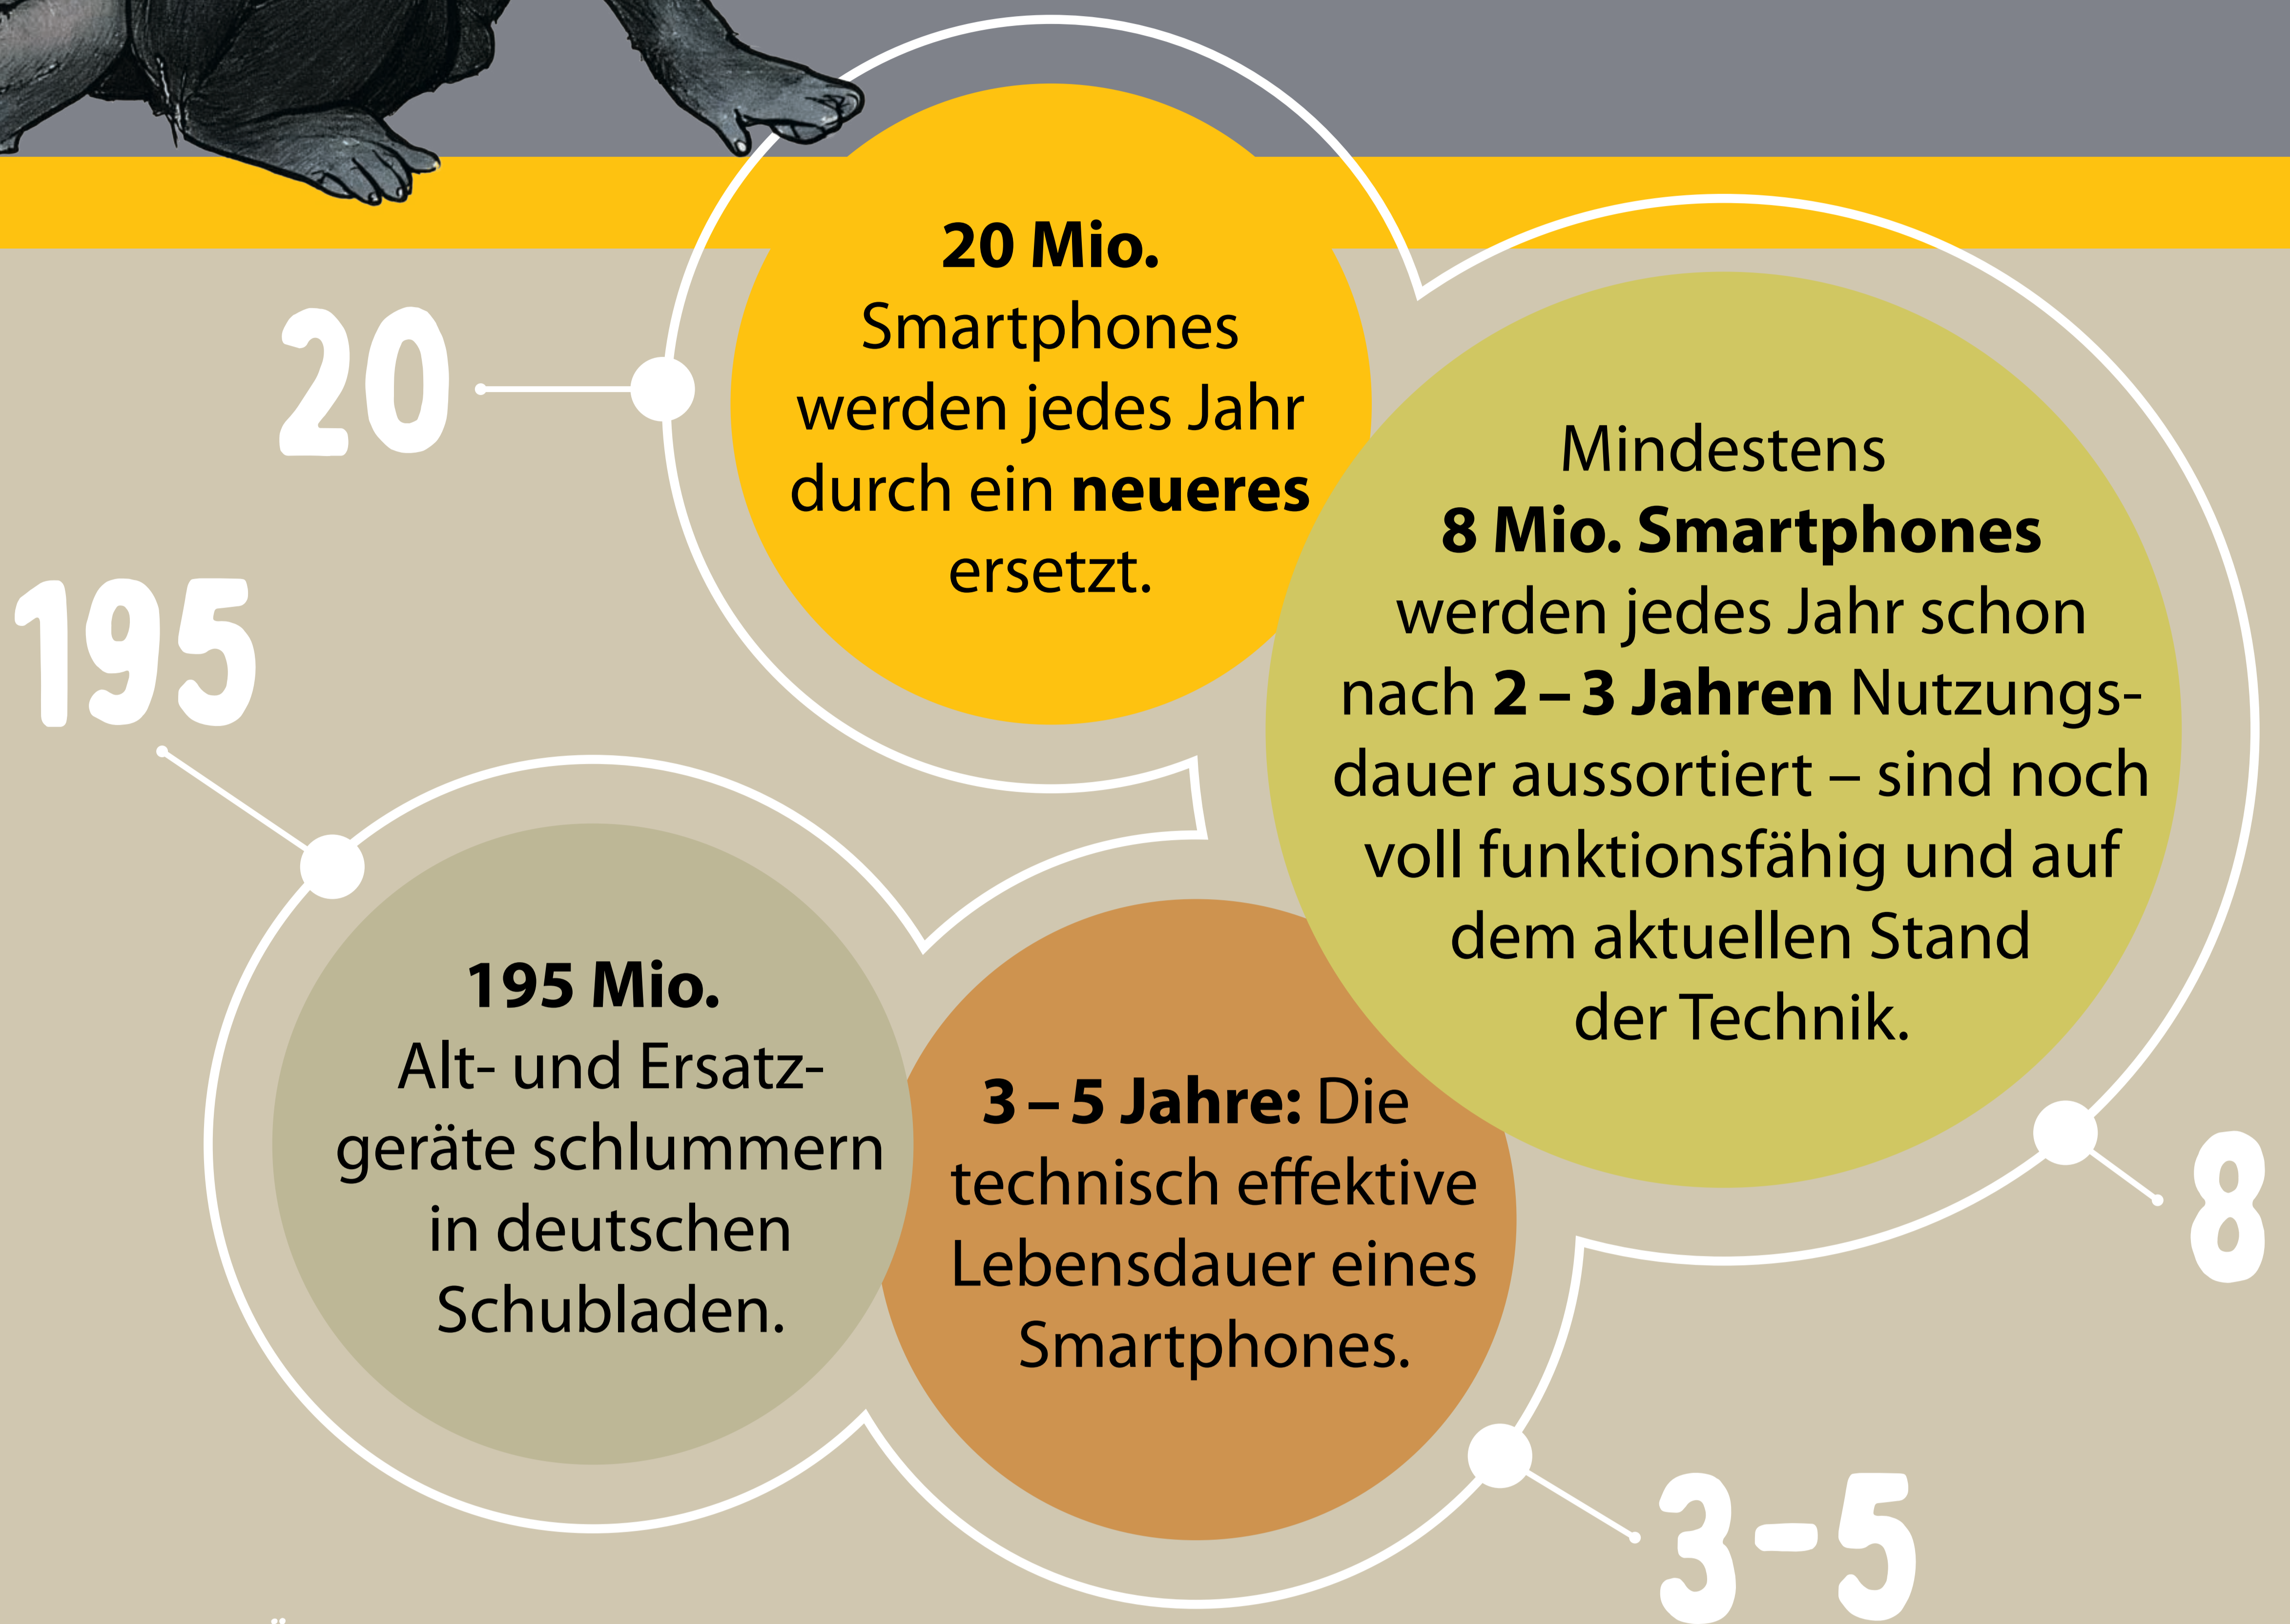 20 Mio.
Smartphones
werden jedes Jahr
durch ein neueres
ersetzt.
20
Mindestens
8 Mio. Smartphones
werden jedes Jahr schon
nach 2 – 3 Jahren Nutzungs-
dauer aussortiert – sind noch
voll funktionsfähig und auf
dem aktuellen Stand
der Technik.
8
195
195 Mio.
Alt- und Ersatz-
geräte schlummern
in deutschen
Schubladen.
3 – 5 Jahre: Die
technisch effektive
Lebensdauer eines
Smartphones.
3-5